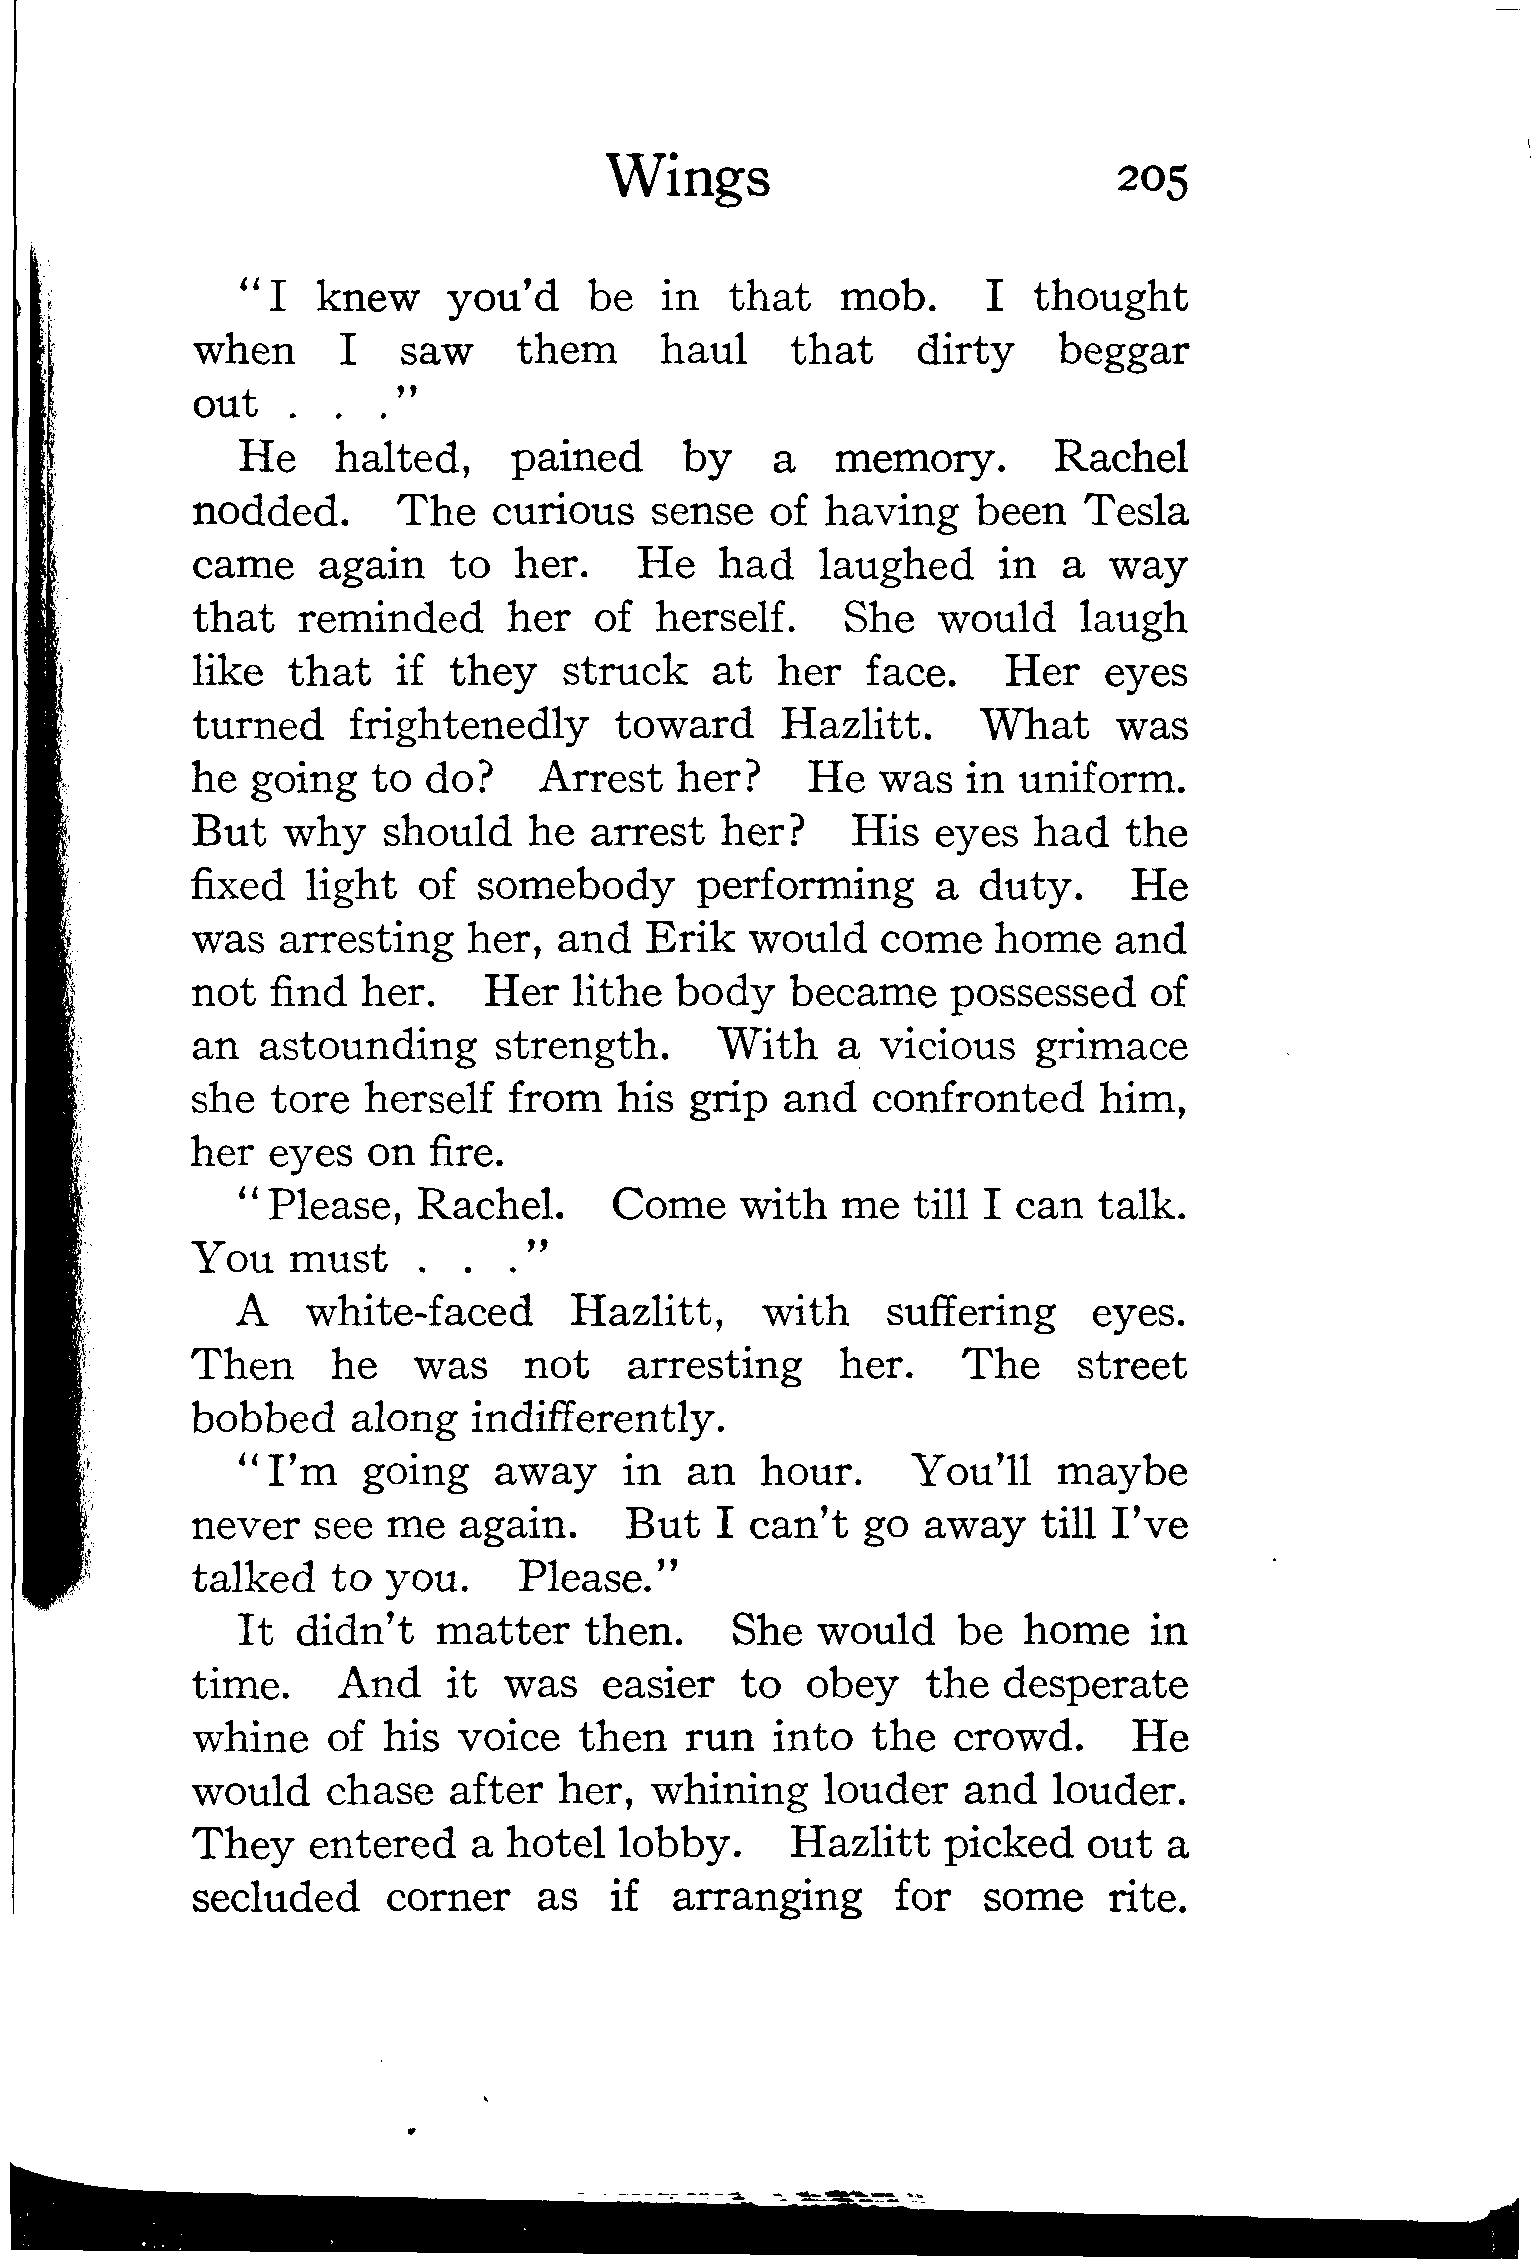 Wings 205
“I knew you’d be in that mob. I thought
when I saw them haul that dirty beggar
out . . .”
He halted, pained by a memory. Rachel
nodded. The curious sense of having been Tesla
came again to her. He had laughed in a way
that reminded her of herself. She would laugh
like that if they struck at her face. Her eyes
turned frightenedly toward Hazlitt. What was
he going to do? Arrest her? He was in uniform.
But why should he arrest her? His eyes had the
fixed light of somebody performing a duty. He
was arresting her, and Erik would come home and
not find her. Her lithe body became possessed of
an astounding strength. With a vicious grimace
she tore herself from his grip and confronted him,
her eyes on fire.
“Please, Rachel. Come with me till I can talk.
You must . . .”
A white-faced Hazlitt, with suffering eyes.
Then he was not arresting her. The street
bobbed along indifferently.
“I’m going away in an hour. You’ll maybe
never see me again. But I can’t go away till I’ve
talked to you. Please.”
It didn’t matter then. She would be home in
time. And it was easier to obey the desperate
whine of his voice then run into the crowd. He
would chase after her, whining louder and louder.
They entered a hotel lobby. Hazlitt picked out a
secluded corner as if arranging for some rite.